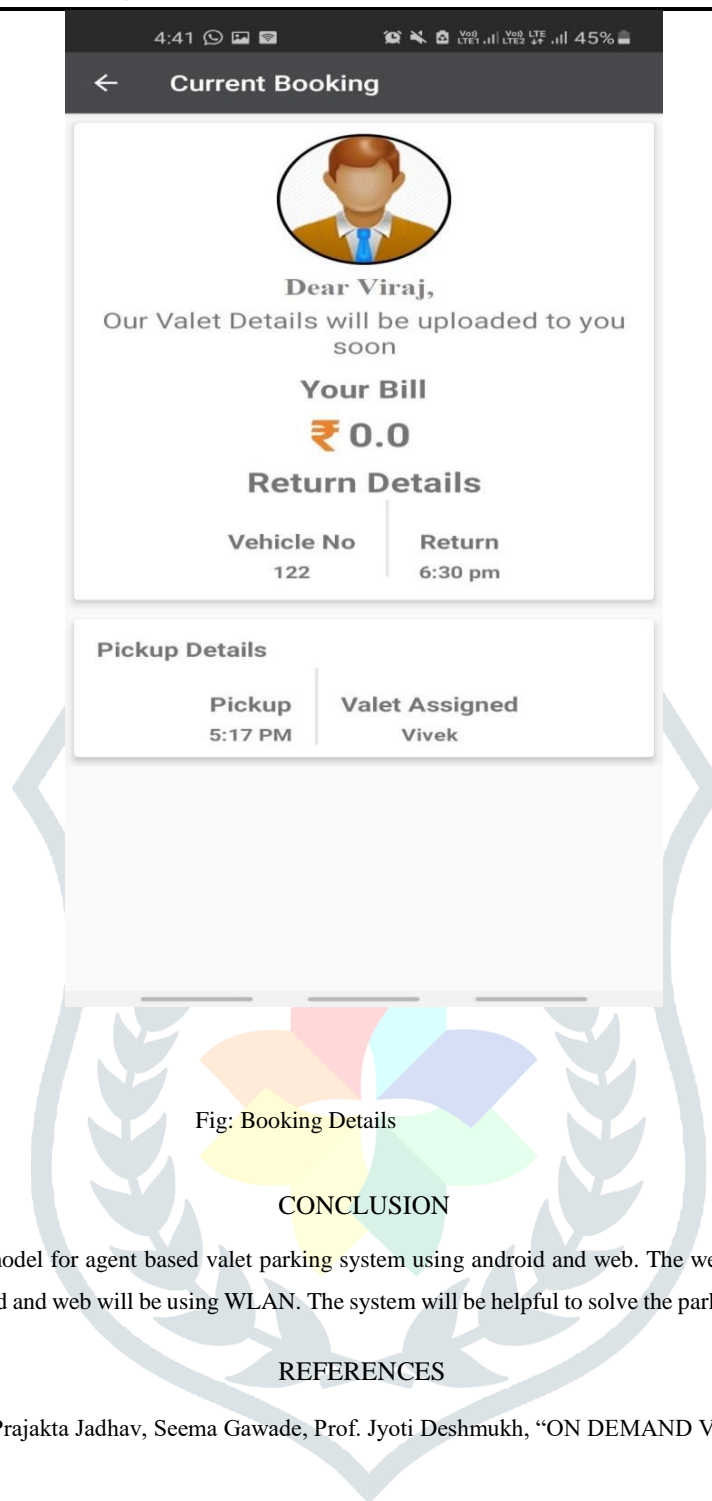 4:41 45%
← Current Booking
Dear Viraj,
Our Valet Details will be uploaded to you
soon
Your Bill
₹ 0.0
Return Details
Vehicle No Return
122 6:30 pm
Pickup Details
Pickup Valet Assigned
5:17 PM Vivek
Fig: Booking Details
CONCLUSION
model for agent based valet parking system using android and web. The we
d and web will be using WLAN. The system will be helpful to solve the park
REFERENCES
Prajakta Jadhav, Seema Gawade, Prof. Jyoti Deshmukh, “ON DEMAND V